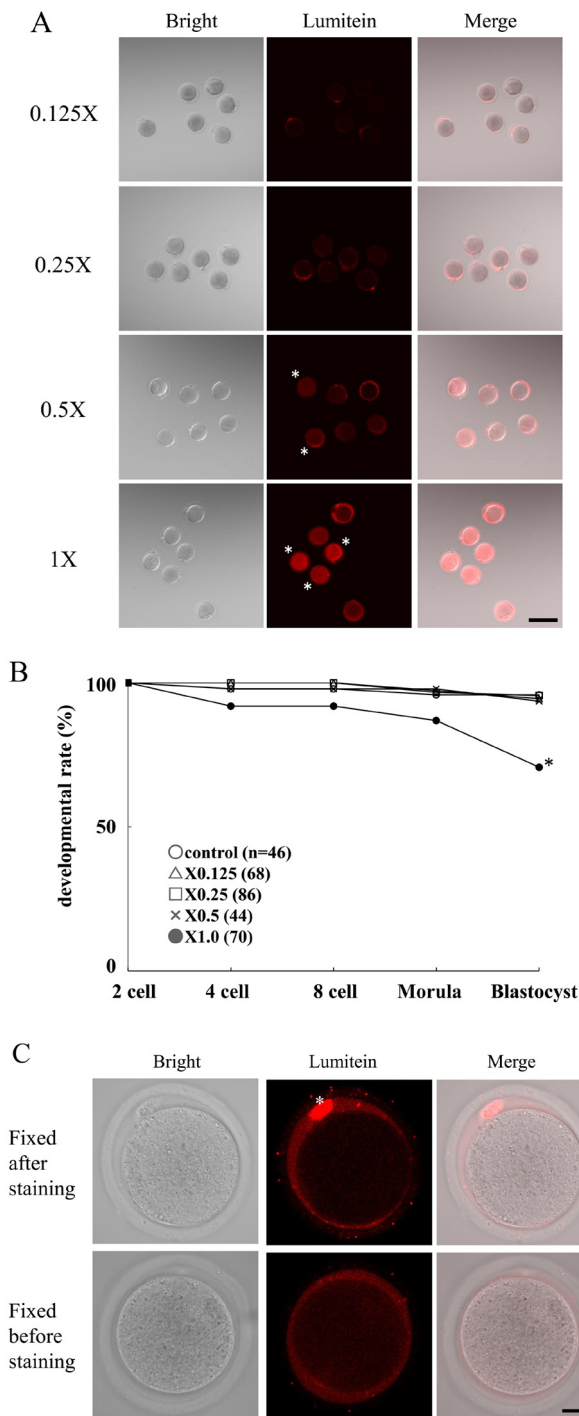 A
Bright Lumitein Merge
0.125X
0.25X
0.5X
*
*
1X
*
*
*
B
developmental rate (%)
100
50
0
*
control (n=46)
X0.125 (68)
X0.25 (86)
X0.5 (44)
X1.0 (70)
2 cell 4 cell 8 cell Morula Blastocyst
C
Bright Lumitein Merge
Fixed
after
staining
*
Fixed
before
staining